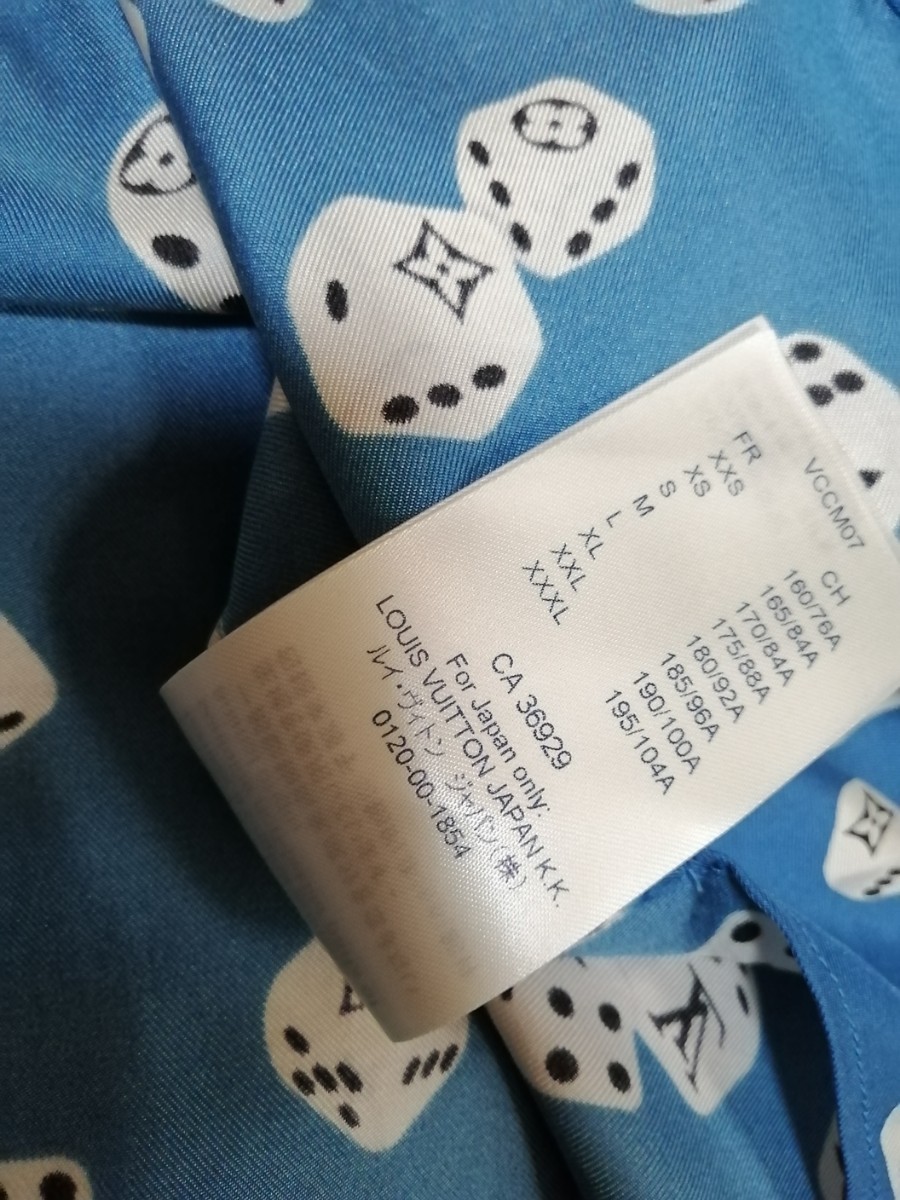 VCCM07
FR CH
XXS 160/76A
XS 165/84A
S 170/84A
M 175/88A
L 180/92A
XL 185/96A
XXL 190/100A
XXXL 195/104A
CA 36929
For Japan only:
LOUIS VUITTON JAPAN K.K.
ルイ・ヴィトン ジャパン(株)
0120-00-1854